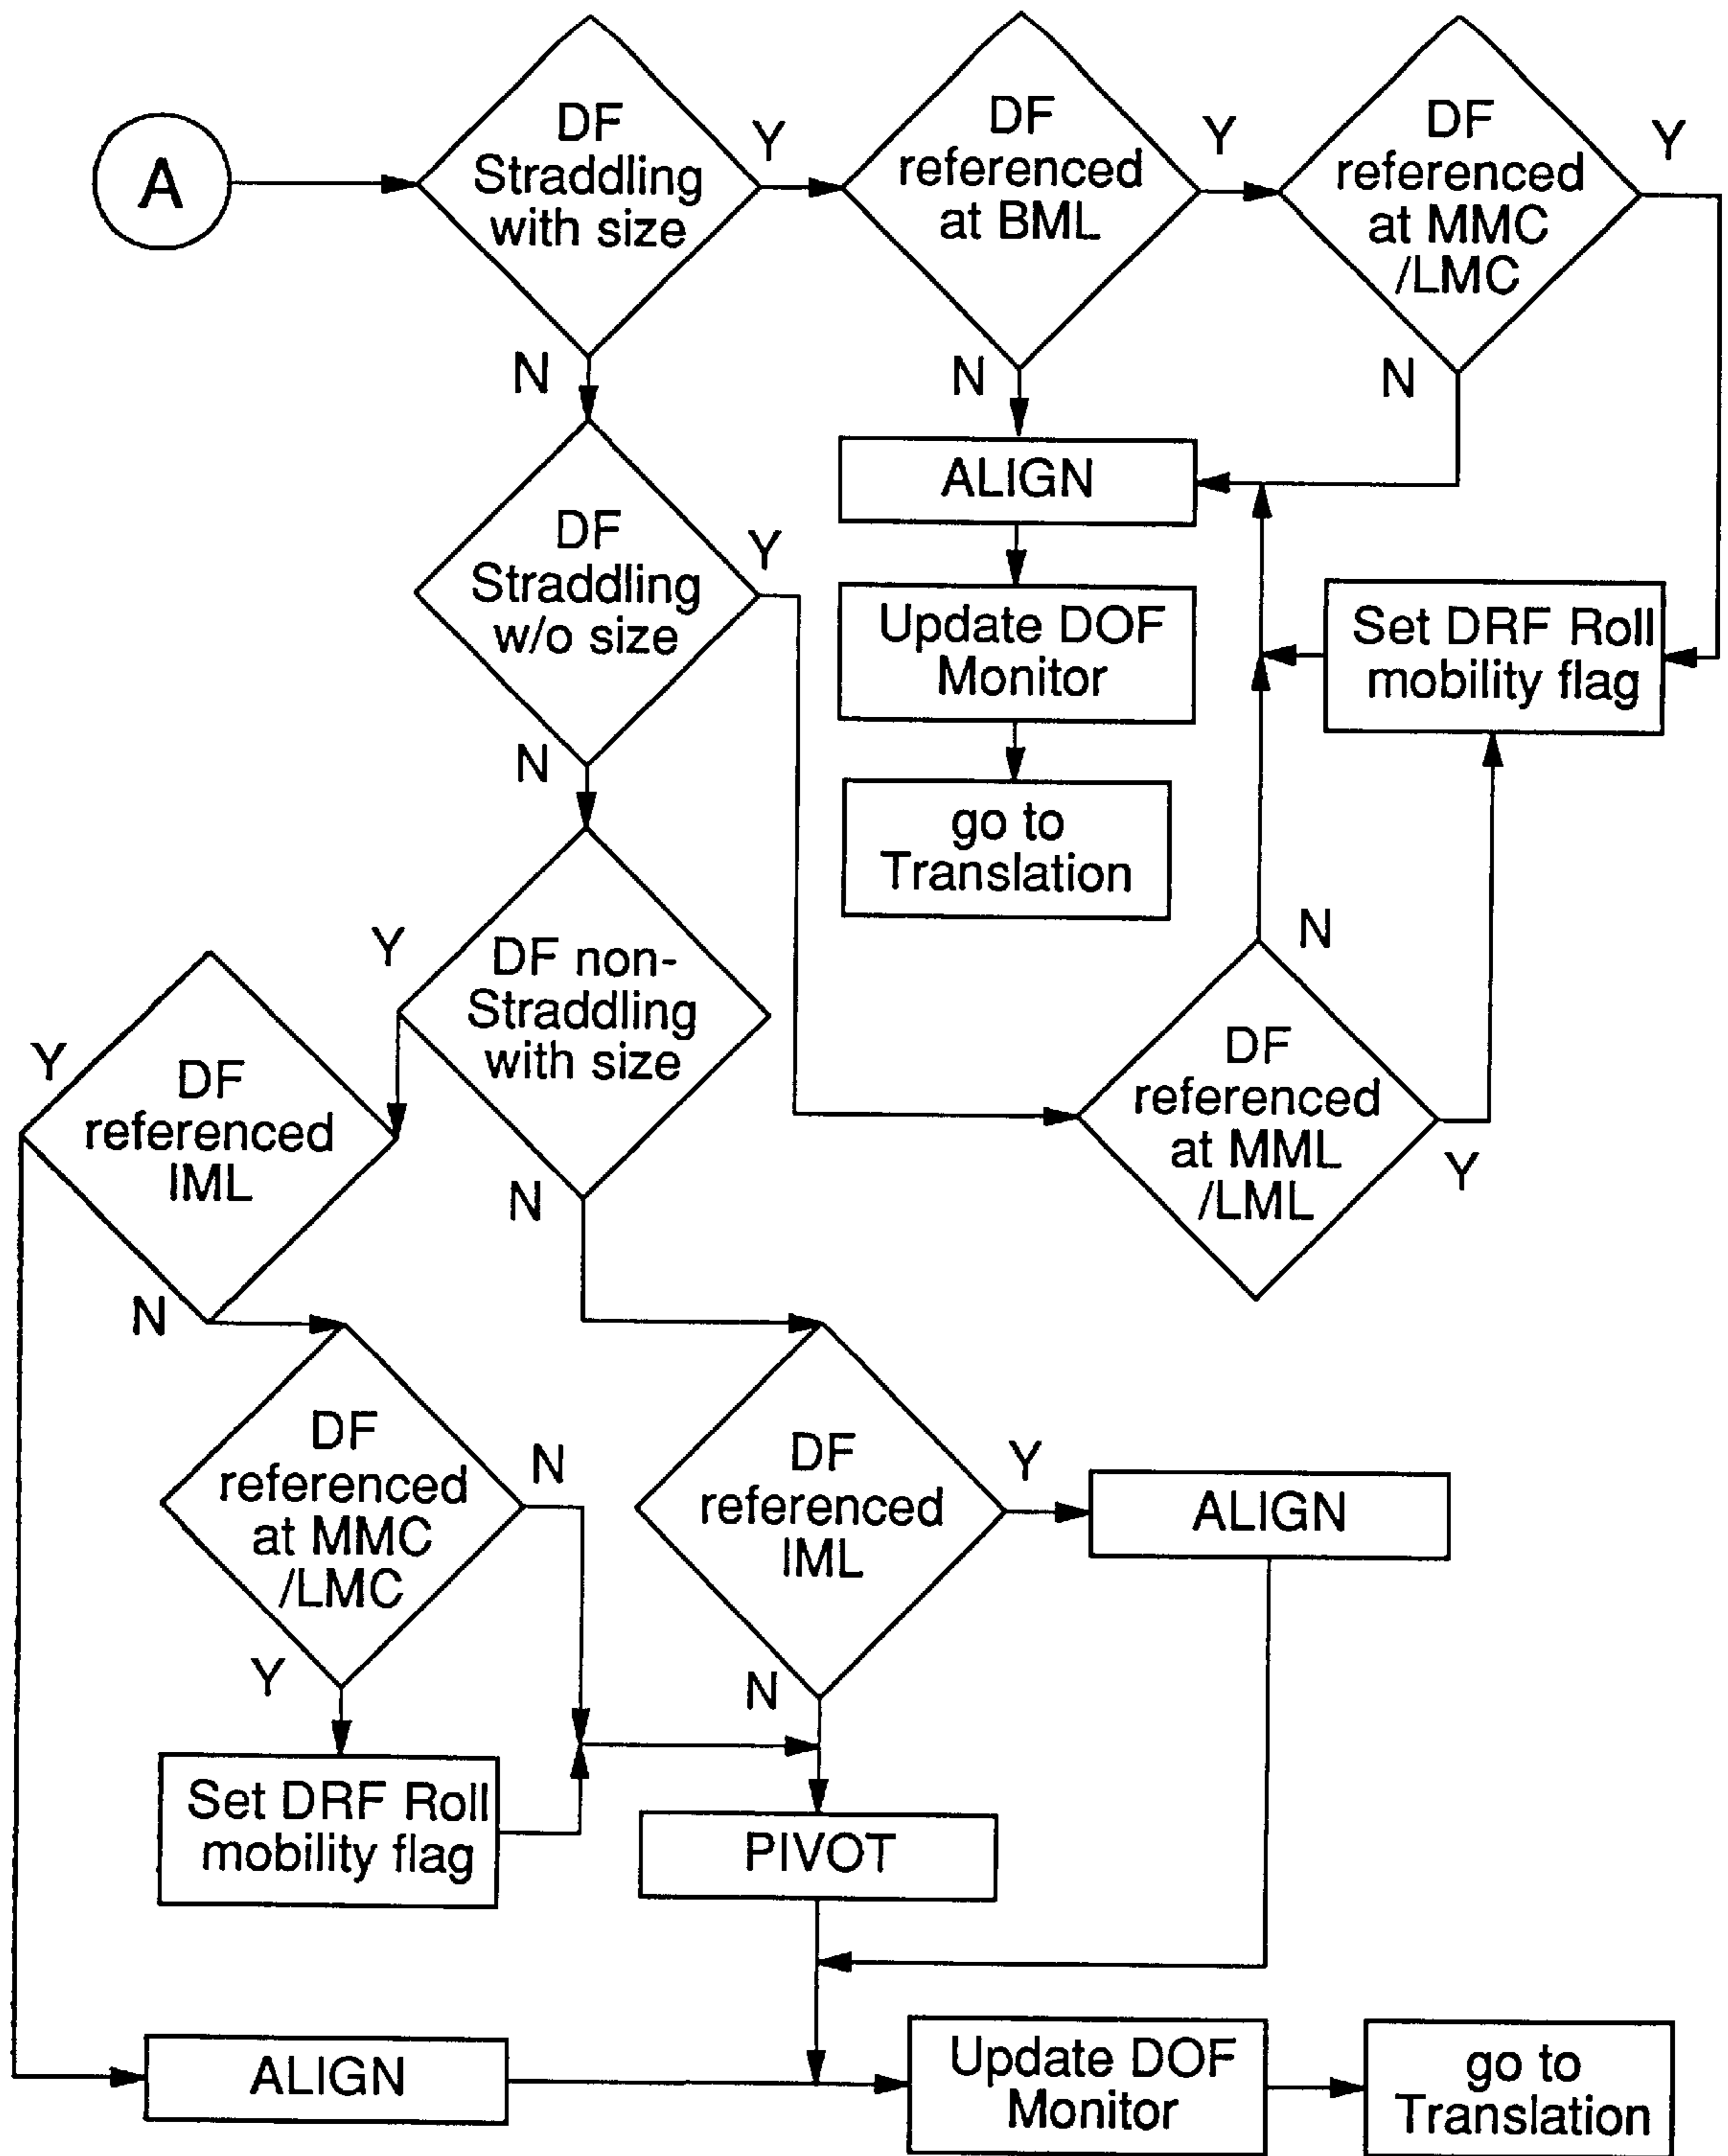 A
DF
Straddling
with size
Y
N
DF
referenced
at BML
Y
N
DF
referenced
at MMC
/LMC
Y
N
ALIGN
DF
Straddling
w/o size
Y
N
Update DOF
Monitor
Set DRF Roll
mobility flag
go to
Translation
DF non-
Straddling
with size
Y
N
DF
referenced
at MML
/LML
N
Y
DF
referenced
IML
Y
N
DF
referenced
at MMC
/LMC
N
Y
DF
referenced
IML
Y
N
ALIGN
Set DRF Roll
mobility flag
PIVOT
ALIGN
Update DOF
Monitor
go to
Translation